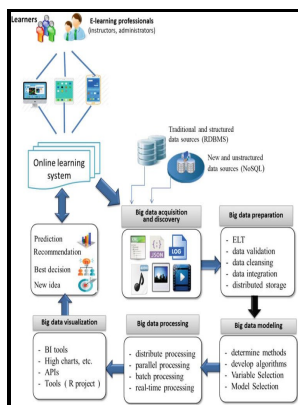 Learners
E-learning professionals
(instructors, administrators)
Traditional and structured
data sources (RDBMS)
New and unstructured
data sources (NoSQL)
Online learning
system
Big data acquisition
and discovery
LOG
Big data preparation
- ELT
- data validation
- data cleansing
- data integration
- distributed storage
Prediction
Recommendation
Best decision
New idea
Big data visualization
- BI tools
- High charts, etc.
- APIs
- Tools ( R project )
Big data processing
- distribute processing
- parallel processing
- batch processing
- real-time processing
Big data modeling
- determine methods
- develop algorithms
- Variable Selection
- Model Selection